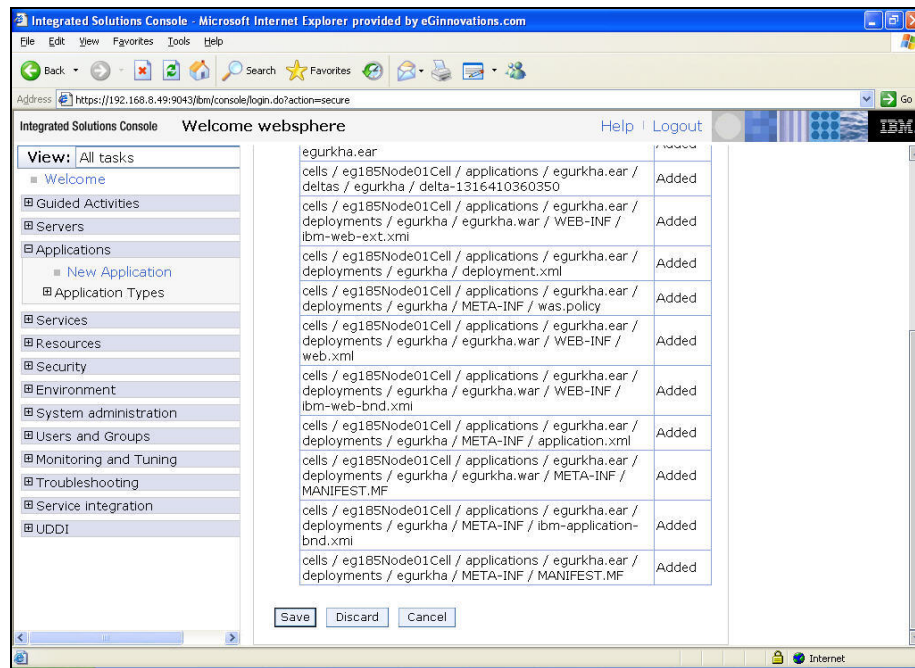 Integrated Solutions Console - Microsoft Internet Explorer provided by eGinnovations.com
File Edit View Favorites Tools Help
Back Search Favorites
Address https://192.168.8.49:9043/ibm/console/login.do?action=secure Go
Integrated Solutions Console Welcome websphere Help Logout IBM
View: All tasks
Welcome
Guided Activities
Servers
Applications
New Application
Application Types
Services
Resources
Security
Environment
System administration
Users and Groups
Monitoring and Tuning
Troubleshooting
Service integration
UDDI
egurkha.ear Added
cells / eg185Node01Cell / applications / egurkha.ear /
deltas / egurkha / delta-1316410360350 Added
cells / eg185Node01Cell / applications / egurkha.ear /
deployments / egurkha / egurkha.war / WEB-INF / Added
ibm-web-ext.xmi
cells / eg185Node01Cell / applications / egurkha.ear /
deployments / egurkha / deployment.xml Added
cells / eg185Node01Cell / applications / egurkha.ear /
deployments / egurkha / META-INF / was.policy Added
cells / eg185Node01Cell / applications / egurkha.ear /
deployments / egurkha / egurkha.war / WEB-INF / Added
web.xml
cells / eg185Node01Cell / applications / egurkha.ear /
deployments / egurkha / egurkha.war / WEB-INF / Added
ibm-web-bnd.xmi
cells / eg185Node01Cell / applications / egurkha.ear /
deployments / egurkha / META-INF / application.xml Added
cells / eg185Node01Cell / applications / egurkha.ear /
deployments / egurkha / egurkha.war / META-INF / Added
MANIFEST.MF
cells / eg185Node01Cell / applications / egurkha.ear /
deployments / egurkha / META-INF / ibm-application- Added
bnd.xmi
cells / eg185Node01Cell / applications / egurkha.ear /
deployments / egurkha / META-INF / MANIFEST.MF Added
Save Discard Cancel
Internet